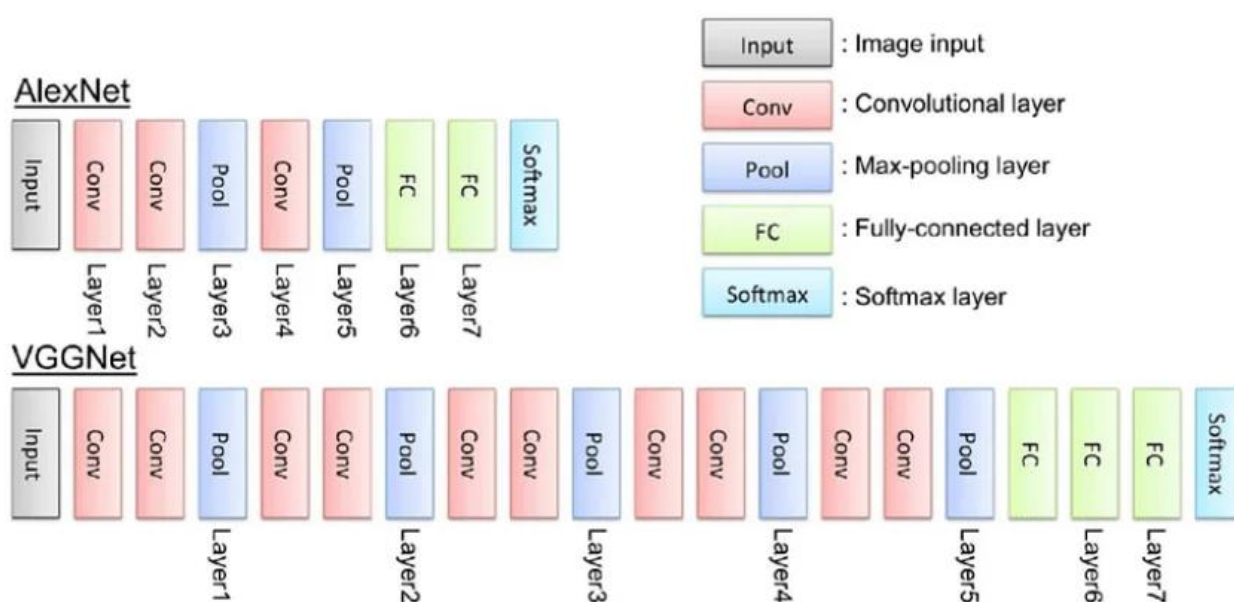 Input : Image input
Conv : Convolutional layer
Pool : Max-pooling layer
FC : Fully-connected layer
Softmax : Softmax layer
AlexNet
Input Conv Conv Pool Conv Pool FC FC Softmax
Layer1 Layer2 Layer3 Layer4 Layer5 Layer6 Layer7
VGGNet
Input Conv Conv Pool Conv Conv Pool Conv Conv Pool Conv Conv Pool Conv Conv Pool FC FC FC Softmax
Layer1 Layer2 Layer3 Layer4 Layer5 Layer6 Layer7